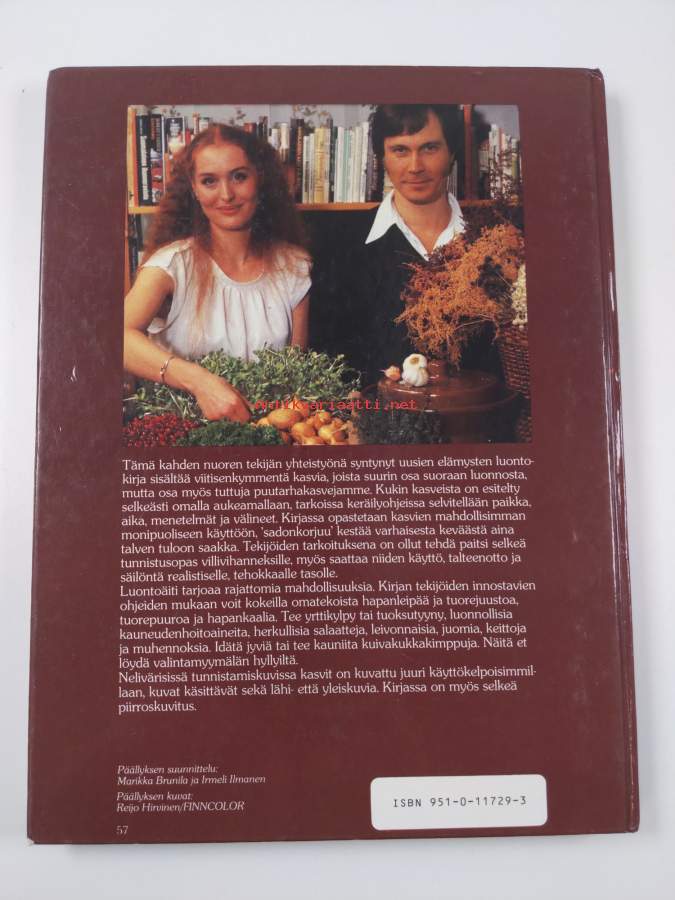 antikvariaatti.net
Tämä kahden nuoren tekijän yhteistyönä syntynyt uusien elämysten luonto-
kirja sisältää viitisenkymmentä kasvia, joista suurin osa suoraan luonnosta,
mutta osa myös tuttuja puutarhakasvejamme. Kukin kasveista on esitelty
selkeästi omalla aukeamallaan, tarkoissa keräilyohjeissa selvitellään paikka,
aika, menetelmät ja välineet. Kirjassa opastetaan kasvien mahdollisimman
monipuoliseen käyttöön, 'sadonkorjuu' kestää varhaisesta keväästä aina
talven tuloon saakka. Tekijöiden tarkoituksena on ollut tehdä paitsi selkeä
tunnistusopas villivihanneksille, myös saattaa niiden käyttö, talteenotto ja
säilöntä realistiselle, tehokkaalle tasolle.
Luontoäiti tarjoaa rajattomia mahdollisuuksia. Kirjan tekijöiden innostavien
ohjeiden mukaan voit kokeilla omatekoista hapanleipää ja tuorejuustoa,
tuorepuuroa ja hapankaalia. Tee yrttikylpy tai tuoksutyyny, luonnollisia
kauneudenhoitoaineita, herkullisia salaatteja, leivonnaisia, juomia, keittoja
ja muhennoksia. Idätä jyviä tai tee kauniita kuivakukkakimppuja. Näitä et
löydä valintamyymälän hyllyiltä.
Nelivärisissä tunnistamiskuvissa kasvit on kuvattu juuri käyttökelpoisimmil-
laan, kuvat käsittävät sekä lähi- että yleiskuvia. Kirjassa on myös selkeä
piirroskuvitus.
Päällyksen suunnittelu:
Marikka Brunila ja Irmeli Ilmanen
Päällyksen kuvat:
Reijo Hirvinen/FINNCOLOR
57
ISBN 951-0-11729-3